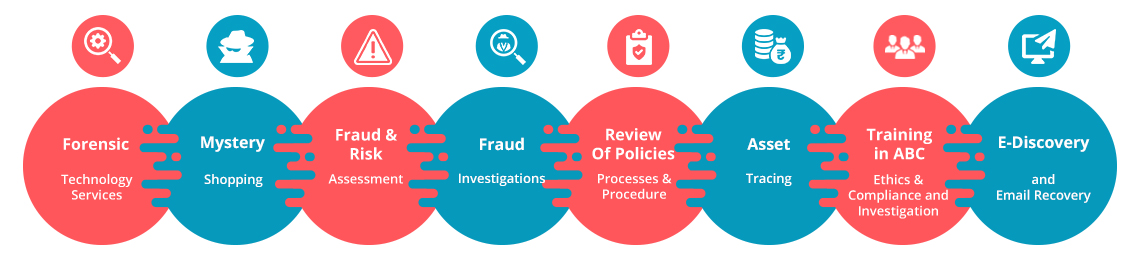 Forensic
Technology
Services
Mystery
Shopping
Fraud &
Risk
Assessment
Fraud
Investigations
Review
Of Policies
Processes &
Procedure
₹
Asset
Tracing
Training
in ABC
Ethics &
Compliance and
Investigation
E-Discovery
and
Email Recovery